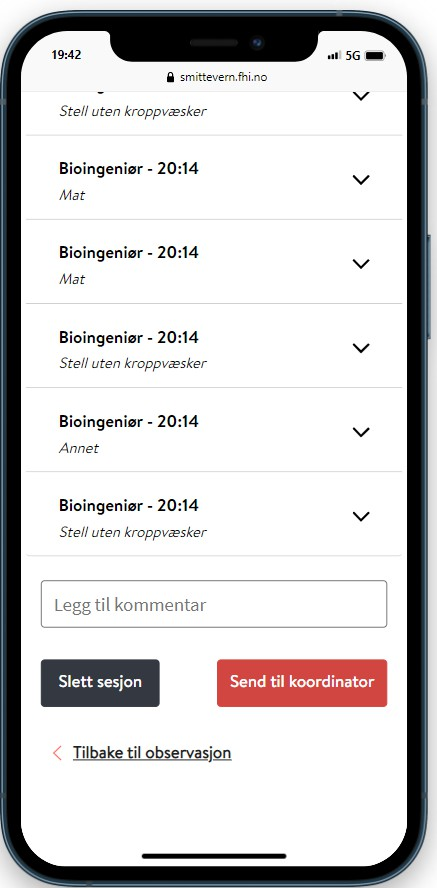 19:42
5G
smittevern.fhi.no
Stell uten kroppvæsker
Bioingeniør - 20:14
Mat
Bioingeniør - 20:14
Mat
Bioingeniør - 20:14
Stell uten kroppvæsker
Bioingeniør - 20:14
Annet
Bioingeniør - 20:14
Stell uten kroppvæsker
Legg til kommentar
Slett sesjon
Send til koordinator
Tilbake til observasjon